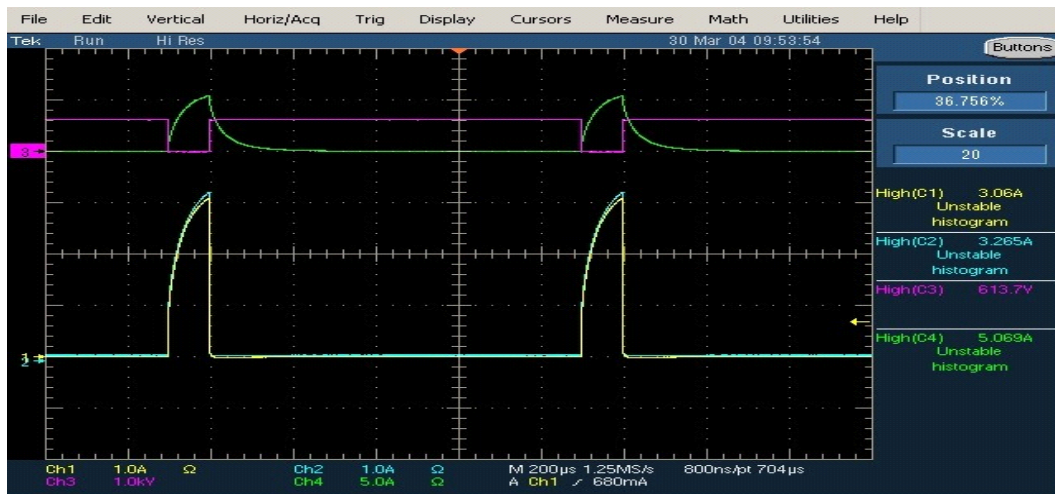 File Edit Vertical Horiz/Acq Trig Display Cursors Measure Math Utilities Help
Tek Run Hi Res 30 Mar 04 09:53:54
Buttons
Position
36.756%
Scale
20
3
High(C1) 3.06A
Unstable
histogram
High(C2) 3.265A
Unstable
histogram
High(C3) 613.7V
High(C4) 5.069A
Unstable
histogram
1
2
Ch1 1.0A Ω Ch2 1.0A Ω M 200µs 1.25MS/s 800ns/pt 704µs
Ch3 1.0kV Ch4 5.0A Ω A Ch1 ∕ 680mA